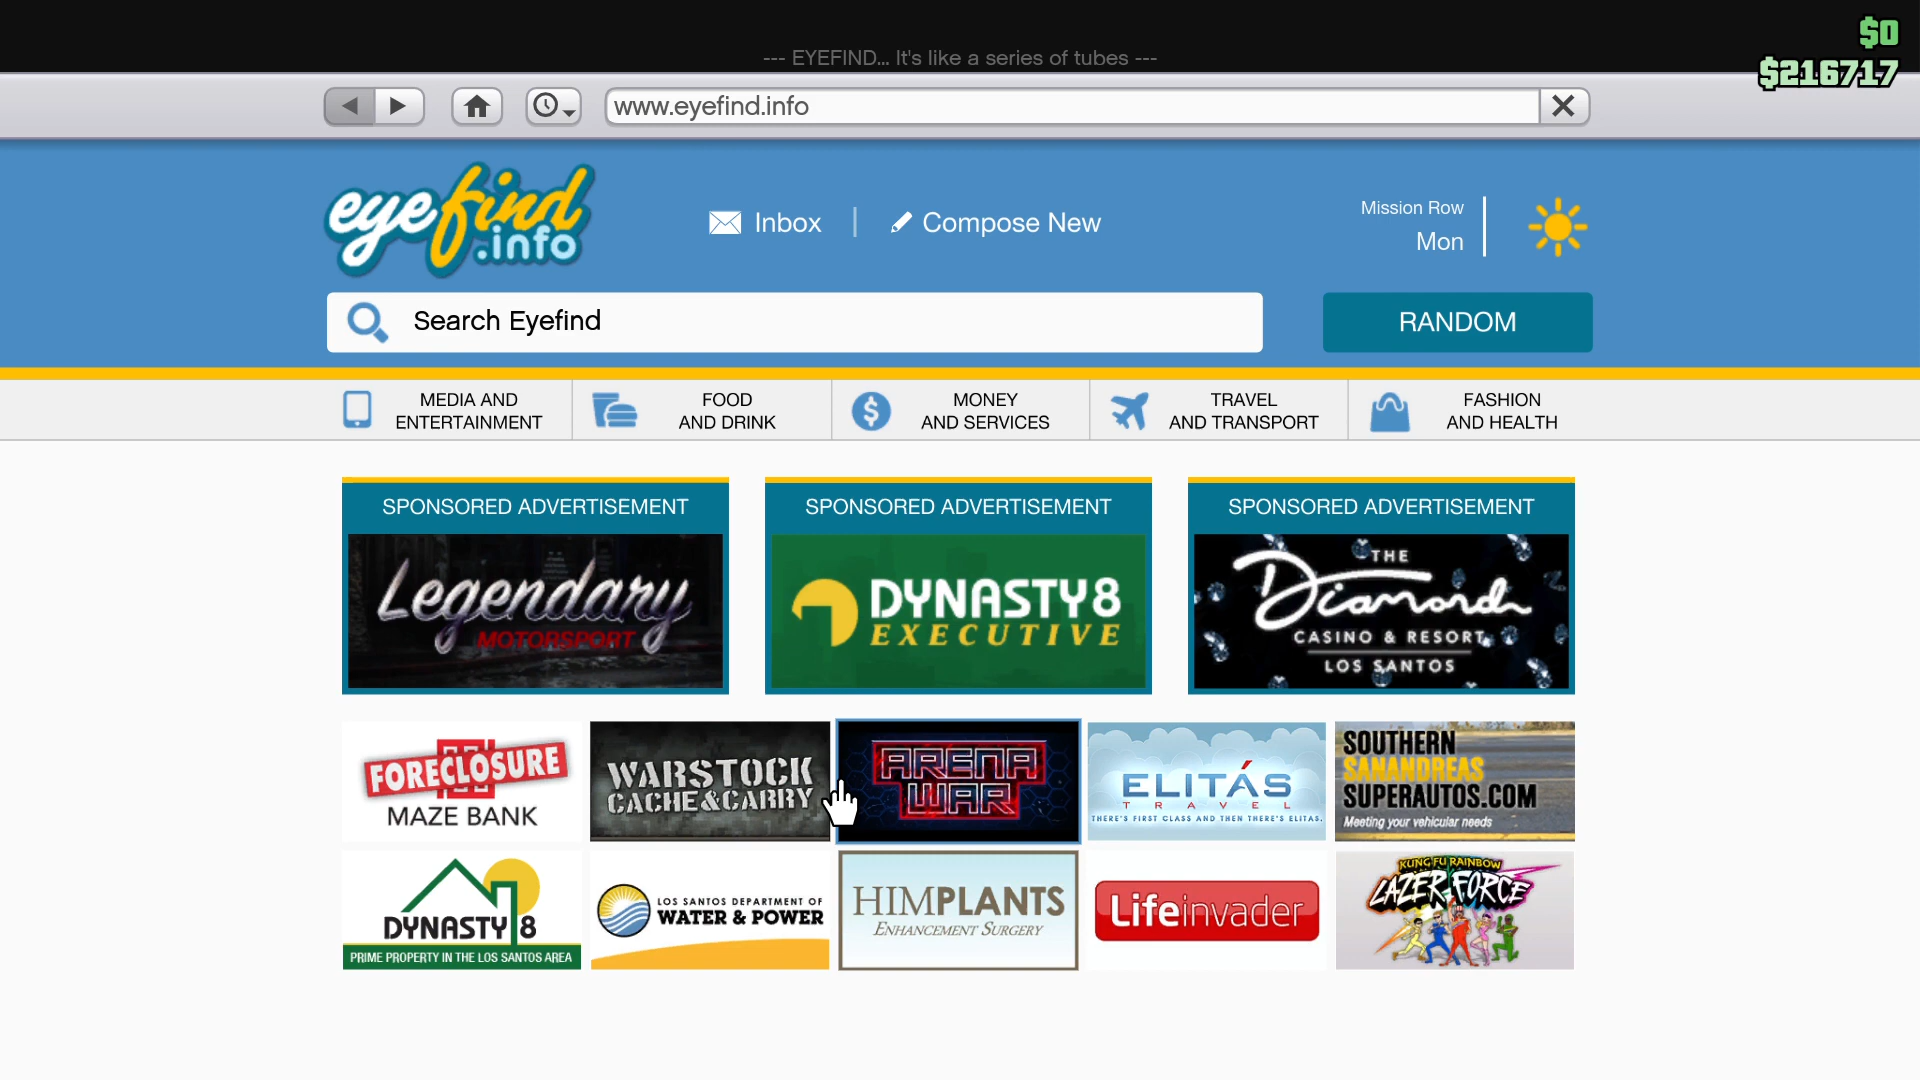 $0
--- EYEFIND... It's like a series of tubes ---
$216717
www.eyefind.info
eyefind
.info
Inbox
Compose New
Mission Row
Mon
Search Eyefind
RANDOM
MEDIA AND
ENTERTAINMENT
FOOD
AND DRINK
MONEY
AND SERVICES
TRAVEL
AND TRANSPORT
FASHION
AND HEALTH
SPONSORED ADVERTISEMENT
Legendary
MOTORSPORT
SPONSORED ADVERTISEMENT
DYNASTY8
EXECUTIVE
SPONSORED ADVERTISEMENT
THE
Diamond
CASINO & RESORT
LOS SANTOS
FORECLOSURE
MAZE BANK
WARSTOCK
CACHE&CARRY
ARENA
WAR
ELITÁS
TRAVEL
THERE'S FIRST CLASS AND THEN THERE'S ELITAS.
SOUTHERN
SANANDREAS
SUPERAUTOS.COM
Meeting your vehicular needs
DYNASTY 8
PRIME PROPERTY IN THE LOS SANTOS AREA
LOS SANTOS DEPARTMENT OF
WATER & POWER
HIMPLANTS
ENHANCEMENT SURGERY
Lifeinvader
KUNG FU RAINBOW
LAZER FORCE